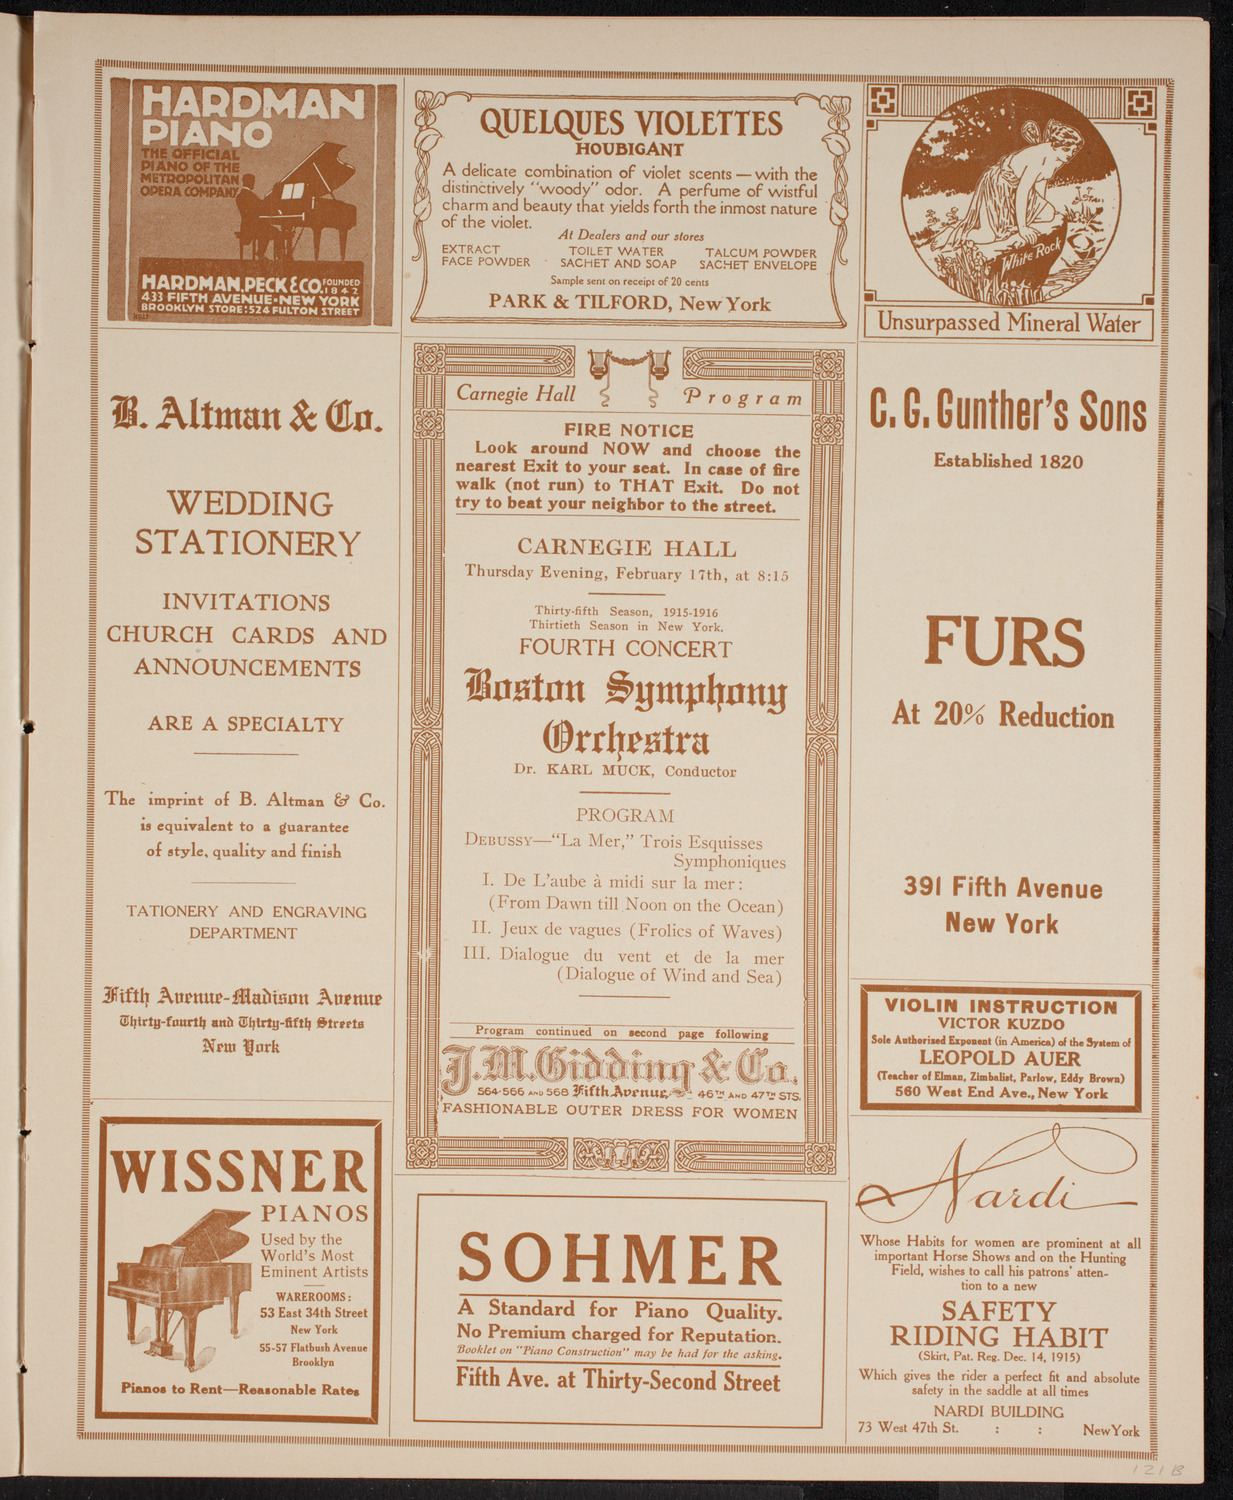 HARDMAN
PIANO
THE OFFICIAL
PIANO OF THE
METROPOLITAN
OPERA COMPANY
HARDMAN, PECK & CO. FOUNDED 1842
433 FIFTH AVENUE-NEW YORK
BROOKLYN STORE: 524 FULTON STREET
QUELQUES VIOLETTES
HOUBIGANT
A delicate combination of violet scents — with the
distinctively "woody" odor. A perfume of wistful
charm and beauty that yields forth the inmost nature
of the violet.
At Dealers and our stores
EXTRACT TOILET WATER TALCUM POWDER
FACE POWDER SACHET AND SOAP SACHET ENVELOPE
Sample sent on receipt of 20 cents
PARK & TILFORD, New York
White Rock
Unsurpassed Mineral Water
B. Altman & Co.
WEDDING
STATIONERY
INVITATIONS
CHURCH CARDS AND
ANNOUNCEMENTS
ARE A SPECIALTY
The imprint of B. Altman & Co.
is equivalent to a guarantee
of style, quality and finish
TATIONERY AND ENGRAVING
DEPARTMENT
Fifth Avenue-Madison Avenue
Thirty-fourth and Thirty-fifth Streets
New York
Carnegie Hall Program
FIRE NOTICE
Look around NOW and choose the
nearest Exit to your seat. In case of fire
walk (not run) to THAT Exit. Do not
try to beat your neighbor to the street.
CARNEGIE HALL
Thursday Evening, February 17th, at 8:15
Thirty-fifth Season, 1915-1916
Thirtieth Season in New York.
FOURTH CONCERT
Boston Symphony
Orchestra
Dr. KARL MUCK, Conductor
PROGRAM
DEBUSSY—"La Mer," Trois Esquisses
Symphoniques
I. De L'aube à midi sur la mer:
(From Dawn till Noon on the Ocean)
II. Jeux de vagues (Frolics of Waves)
III. Dialogue du vent et de la mer
(Dialogue of Wind and Sea)
Program continued on second page following
J. M. Gidding & Co.
564-566 AND 568 Fifth Avenue 46TH AND 47TH STS.
FASHIONABLE OUTER DRESS FOR WOMEN
C. G. Gunther's Sons
Established 1820
FURS
At 20% Reduction
391 Fifth Avenue
New York
VIOLIN INSTRUCTION
VICTOR KUZDO
Sole Authorized Exponent (in America) of the System of
LEOPOLD AUER
(Teacher of Elman, Zimbalist, Parlow, Eddy Brown)
560 West End Ave., New York
WISSNER
PIANOS
Used by the
World's Most
Eminent Artists
WAREROOMS:
53 East 34th Street
New York
55-57 Flatbush Avenue
Brooklyn
Pianos to Rent—Reasonable Rates
SOHMER
A Standard for Piano Quality.
No Premium charged for Reputation.
Booklet on "Piano Construction" may be had for the asking.
Fifth Ave. at Thirty-Second Street
Nardi
Whose Habits for women are prominent at all
important Horse Shows and on the Hunting
Field, wishes to call his patrons' atten-
tion to a new
SAFETY
RIDING HABIT
(Skirt, Pat. Reg. Dec. 14, 1915)
Which gives the rider a perfect fit and absolute
safety in the saddle at all times
NARDI BUILDING
73 West 47th St. : : New York
121B